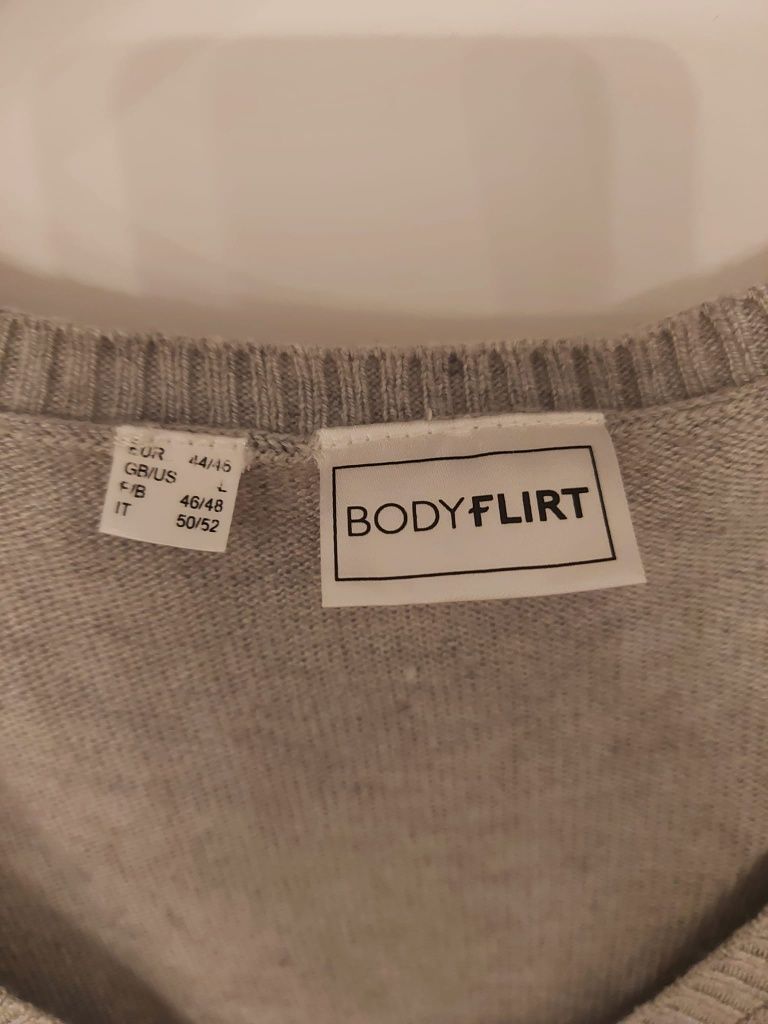 EUR 44/46
GB/US L
F/B 46/48
IT 50/52
BODYFLIRT